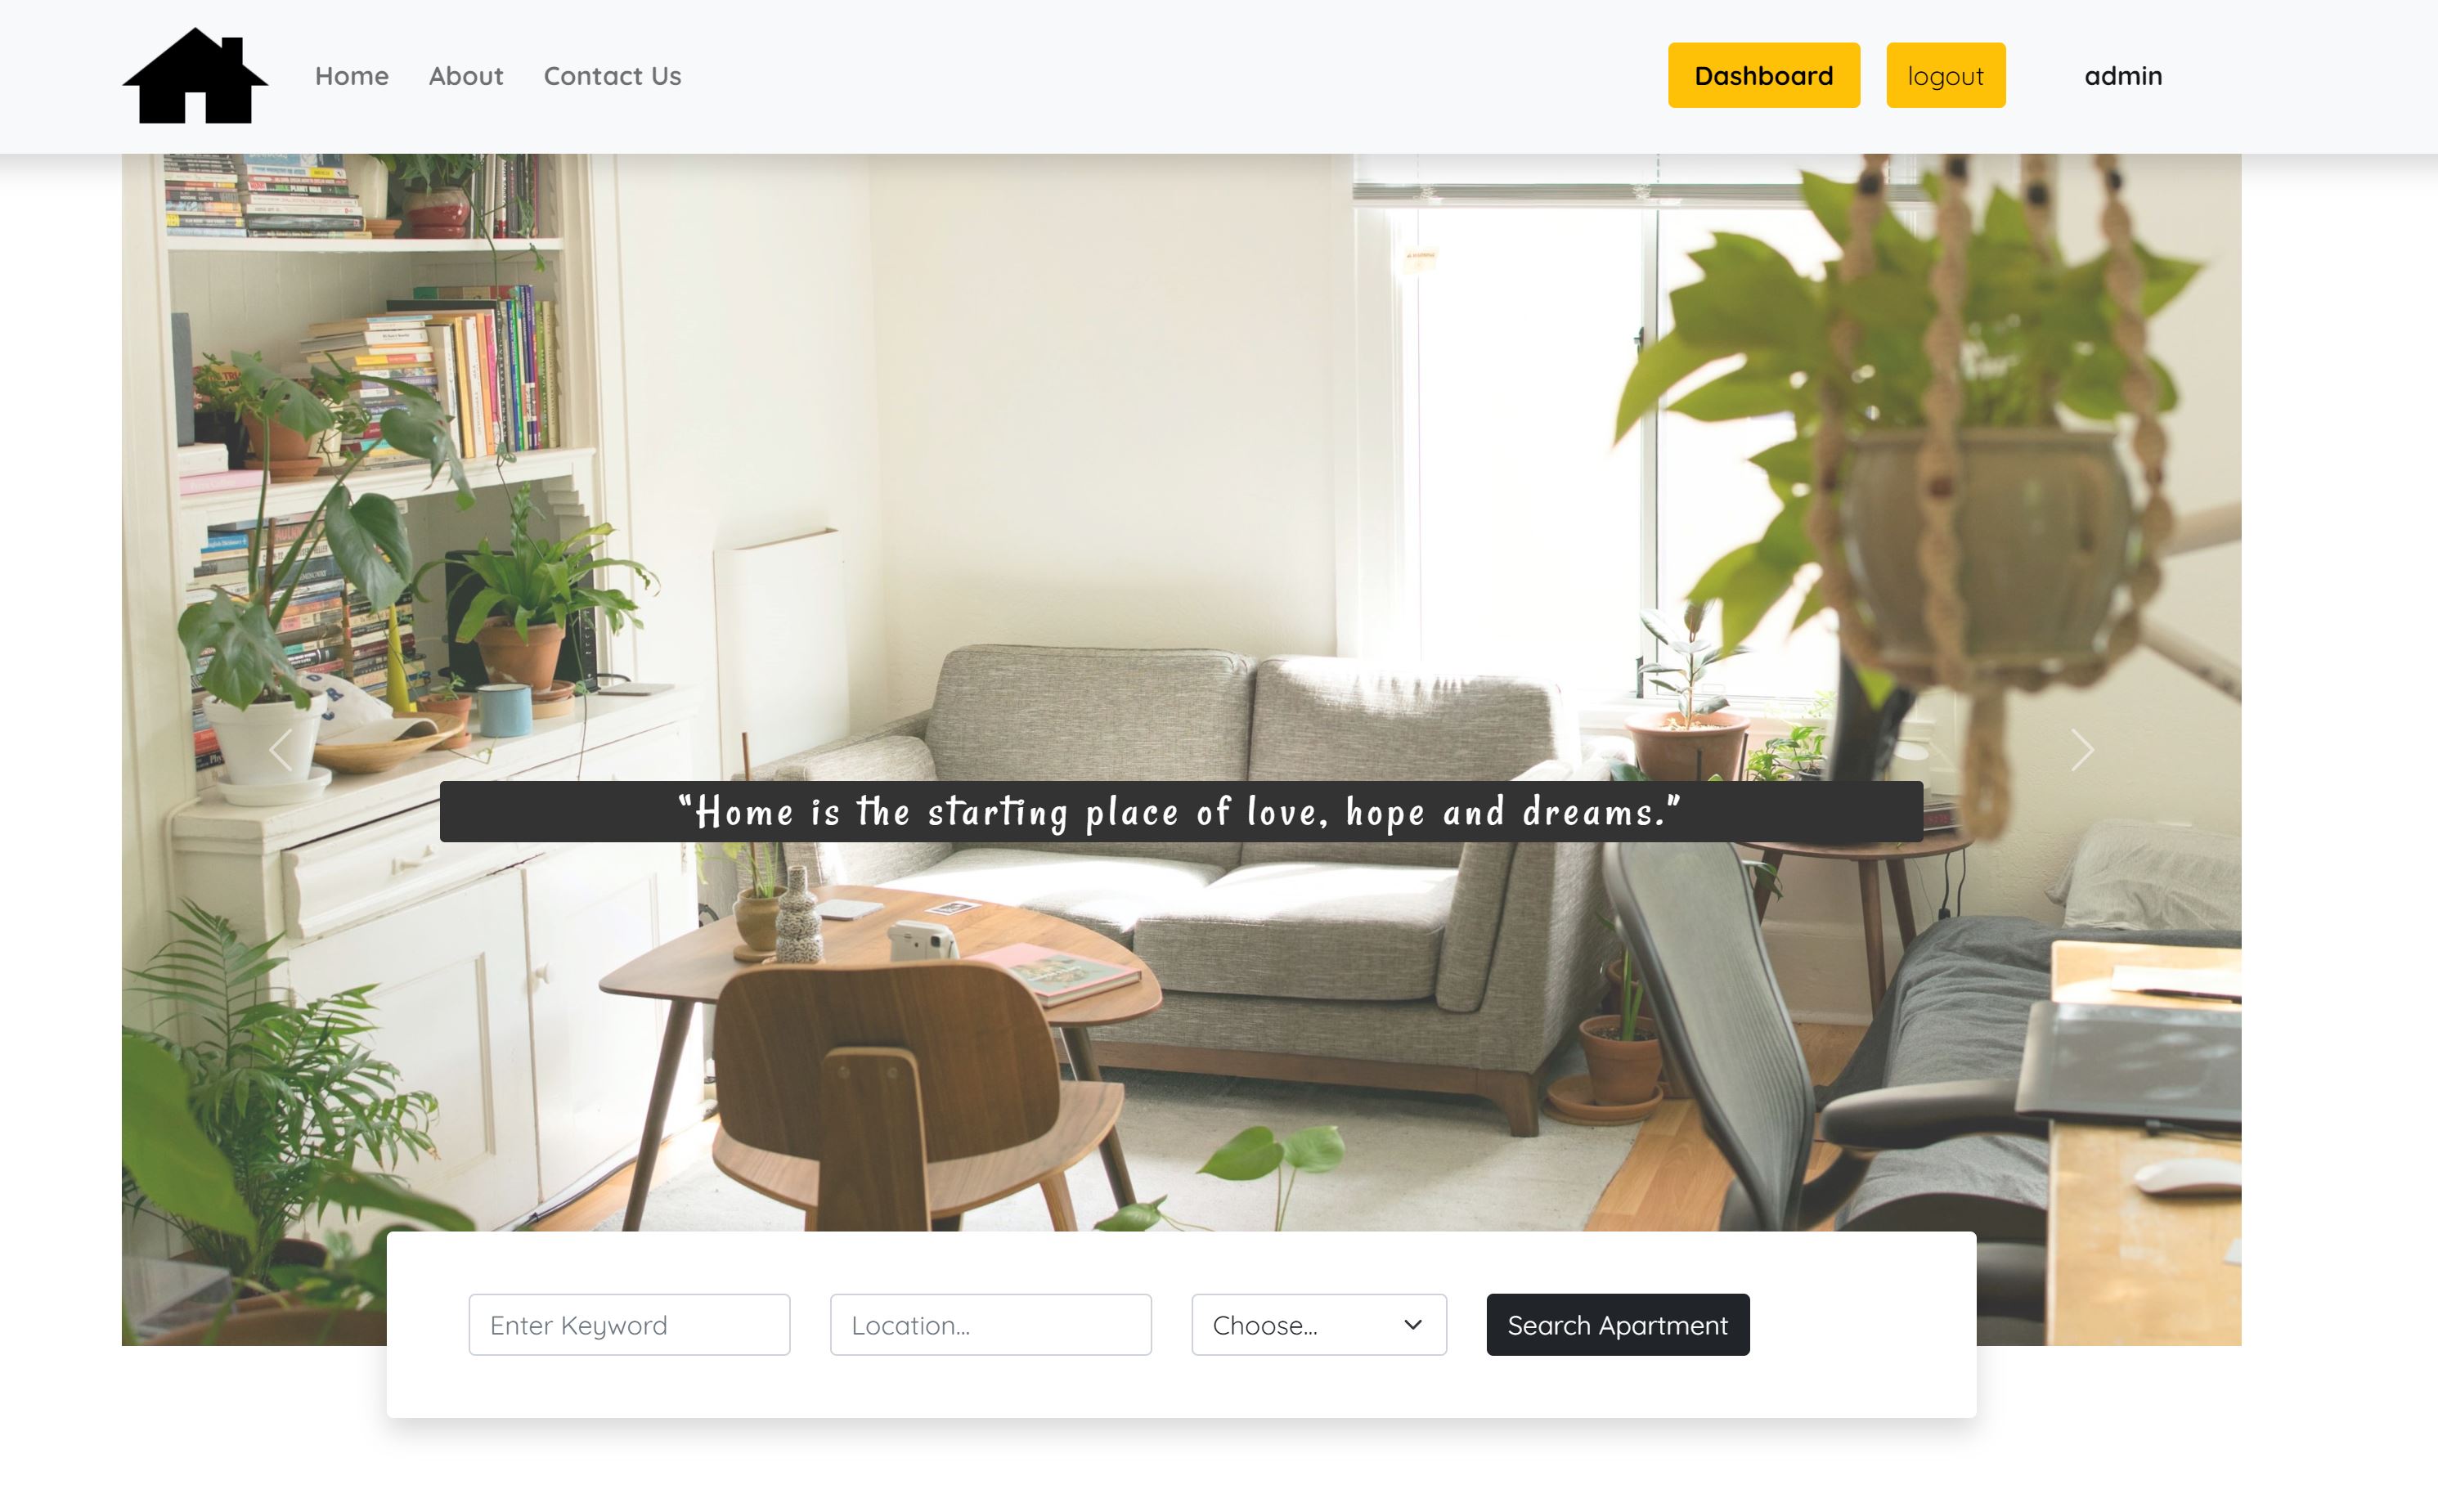 Home About Contact Us Dashboard logout admin
“Home is the starting place of love, hope and dreams.”
Enter Keyword Location... Choose... Search Apartment